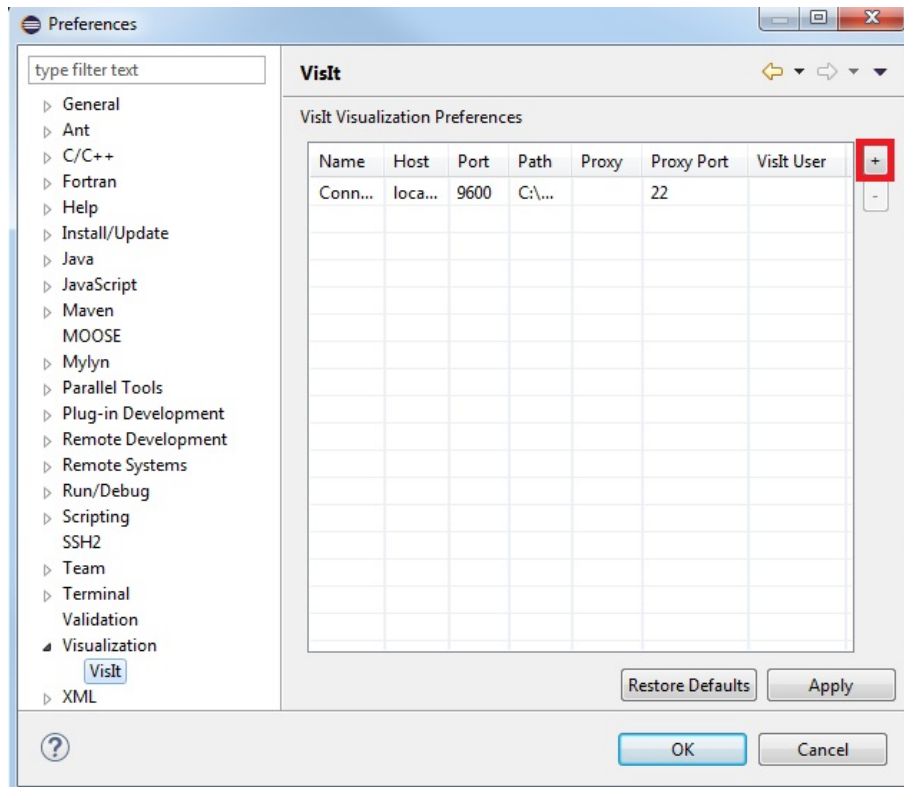 Preferences
type filter text
General
Ant
C/C++
Fortran
Help
Install/Update
Java
JavaScript
Maven
MOOSE
Mylyn
Parallel Tools
Plug-in Development
Remote Development
Remote Systems
Run/Debug
Scripting
SSH2
Team
Terminal
Validation
Visualization
VisIt
XML
VisIt
VisIt Visualization Preferences
Name Host Port Path Proxy Proxy Port VisIt User
Conn... loca... 9600 C:\... 22
+
-
Restore Defaults Apply
? OK Cancel